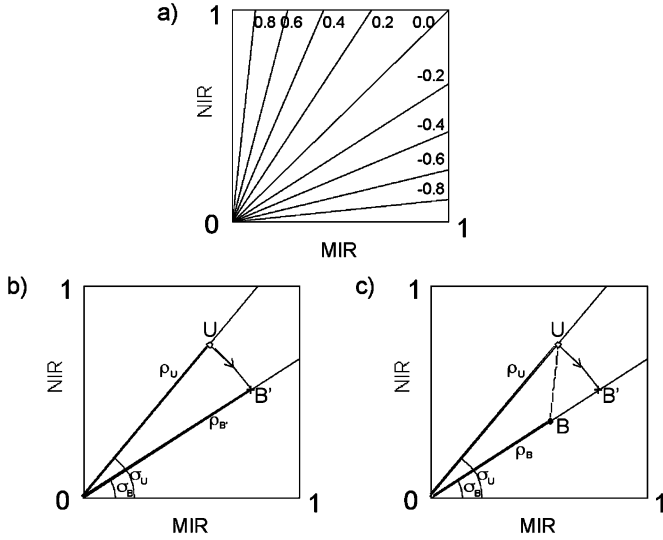 a)
1
0.8 0.6 0.4 0.2 0.0
-0.2
-0.4
-0.6
-0.8
NIR
0
1
MIR
b)
1
U
ρU
B'
ρB'
σU
σB
NIR
0
1
MIR
c)
1
U
ρU
B'
B
ρB
σU
σB
NIR
0
1
MIR